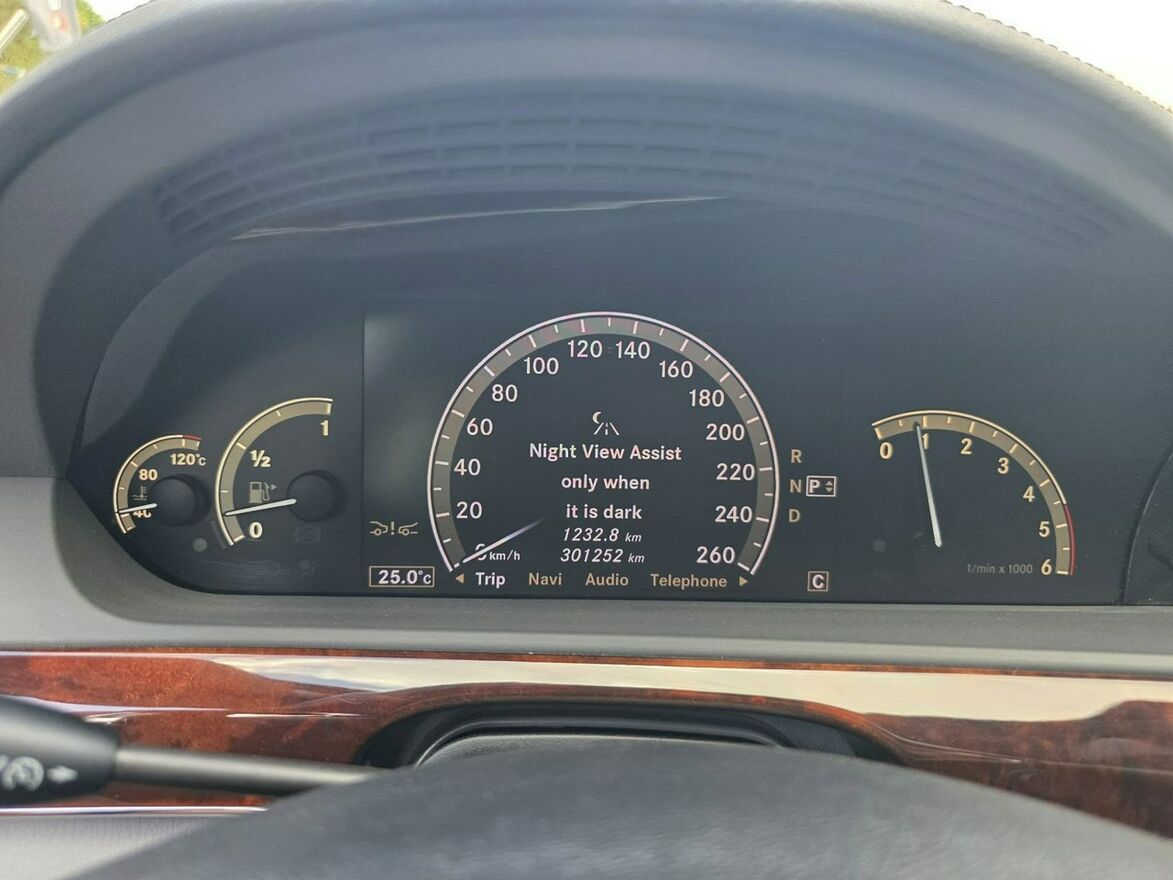 120°C
80
40
1
½
0
120 140
100 160
80 180
60 200
40 220
20 240
0 km/h 260
Night View Assist
only when
it is dark
1232.8 km
301252 km
25.0°C
Trip Navi Audio Telephone
R
N P
D
C
0 1 2 3 4 5 6
1/min x 1000